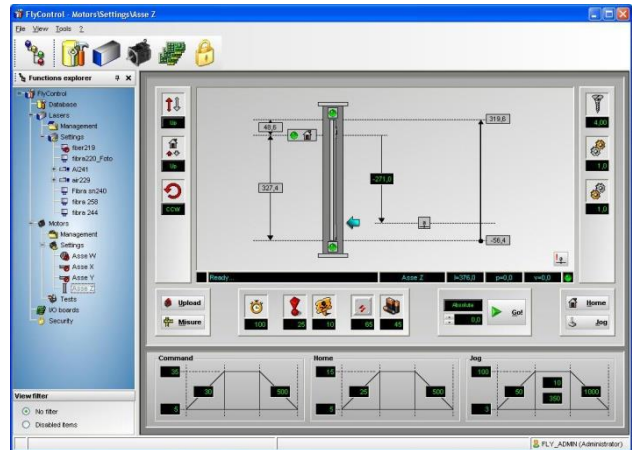 FlyControl - Motors\Settings\Asse Z
File View Tools ?
Functions explorer
FlyControl
Database
Lasers
Management
Settings
fiber219
fibra220_Foto
Al241
air229
Fibra sn240
fibra 258
fibra 244
Motors
Management
Settings
Asse W
Asse X
Asse Y
Asse Z
Tests
I/O boards
Security
View filter
No filter
Disabled items
Up
Up
CCW
48,6
327,4
-271,0
319,6
-56,4
0
4,00
1,0
1,0
Ready... Asse Z l=376,0 p=0,0 v=0,0
Upload
Misure
100 25 10 65 45
Absolute
0,0
Go!
Home
Jog
Command
35
30
500
5
Home
15
25
500
5
Jog
100
50
10
350
1000
3
FLY_ADMIN (Administrator)